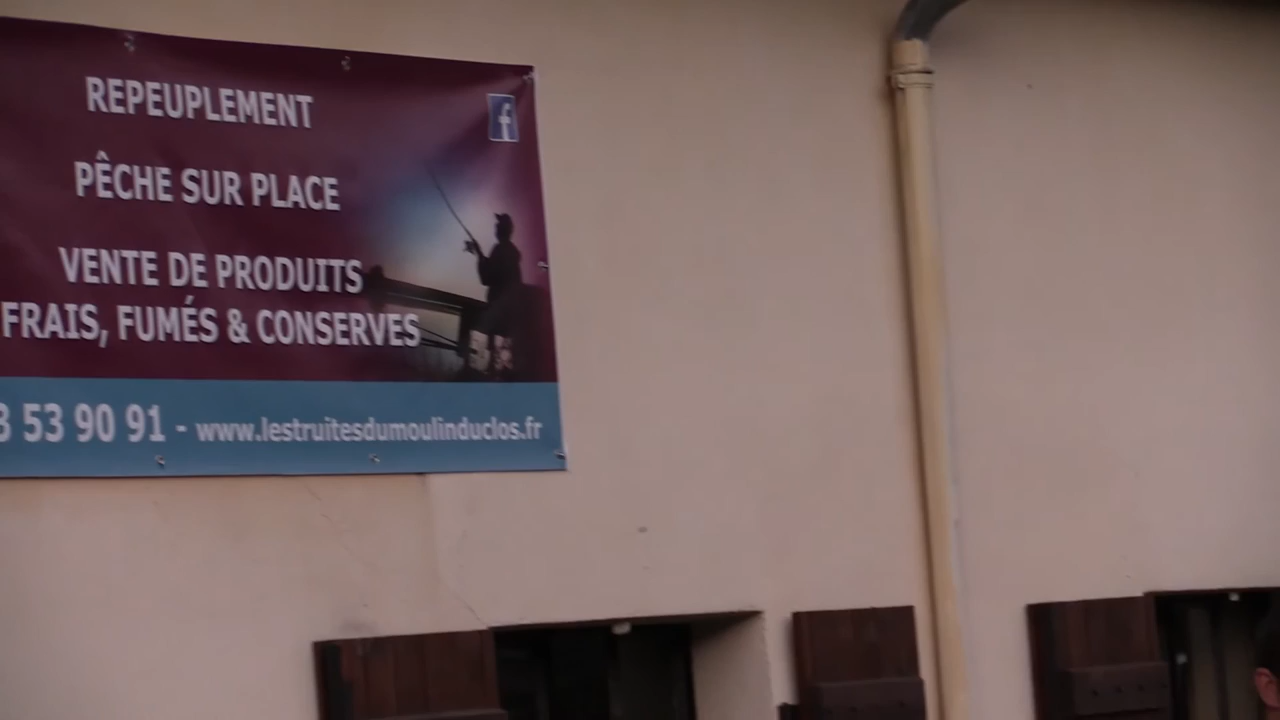 REPEUPLEMENT
f
PÊCHE SUR PLACE
VENTE DE PRODUITS
FRAIS, FUMÉS & CONSERVES
3 53 90 91 - www.lestruitesdumoulinduclos.fr